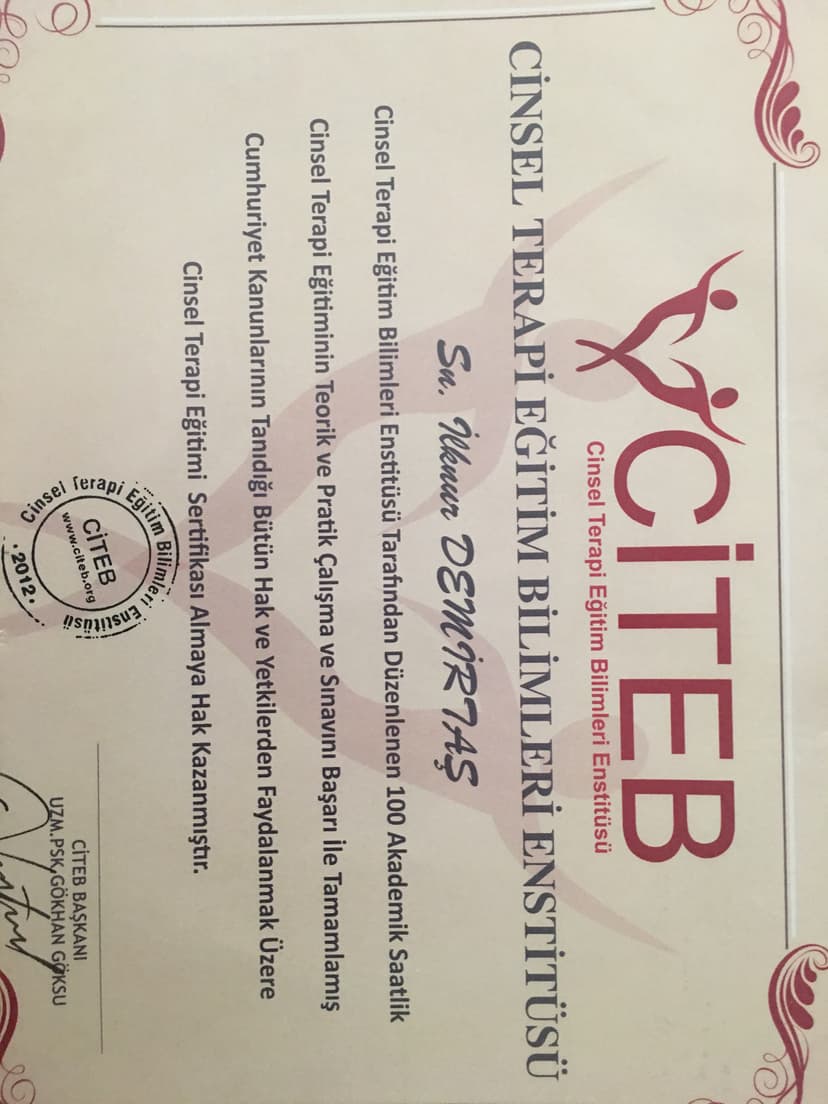 CİTEB
Cinsel Terapi Eğitim Bilimleri Enstitüsü
CİNSEL TERAPİ EĞİTİM BİLİMLERİ ENSTİTÜSÜ
Sn. İlknur DEMİRTAŞ
Cinsel Terapi Eğitim Bilimleri Enstitüsü Tarafından Düzenlenen 100 Akademik Saatlik
Cinsel Terapi Eğitiminin Teorik ve Pratik Çalışma ve Sınavını Başarı İle Tamamlamış
Cumhuriyet Kanunlarının Tanıdığı Bütün Hak ve Yetkilerden Faydalanmak Üzere
Cinsel Terapi Eğitimi Sertifikası Almaya Hak Kazanmıştır.
Cinsel Terapi Eğitim Bilimleri Enstitüsü
CİTEB
www.citeb.org
. 2012 .
CİTEB BAŞKANI
UZM.PSK.GÖKHAN GÖKSU